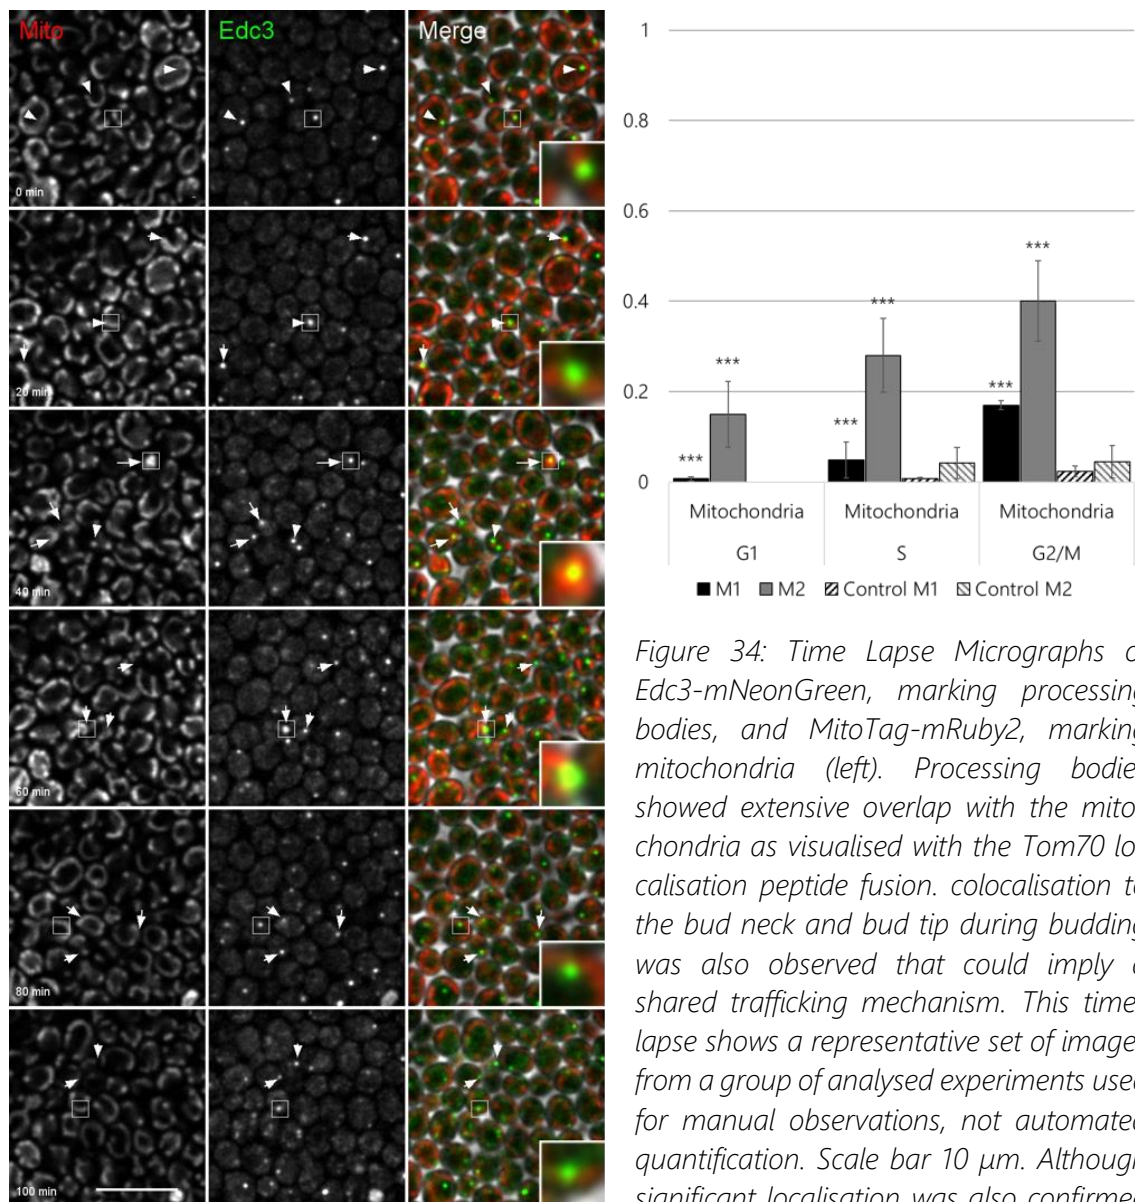 Mito Edc3 Merge
0 min
20 min
40 min
60 min
80 min
100 min
1
0.8
0.6
0.4
0.2
0
***
***
***
***
***
***
Mitochondria Mitochondria Mitochondria
G1 S G2/M
M1 M2 Control M1 Control M2
Figure 34: Time Lapse Micrographs
Edc3-mNeonGreen, marking processing
bodies, and MitoTag-mRuby2, marking
mitochondria (left). Processing bodie
showed extensive overlap with the mito
chondria as visualised with the Tom70 lo
calisation peptide fusion. colocalisation
the bud neck and bud tip during budding
was also observed that could imply
shared trafficking mechanism. This time
lapse shows a representative set of image
from a group of analysed experiments use
for manual observations, not automated
quantification. Scale bar 10 µm. Although
significant localisation was also confirme